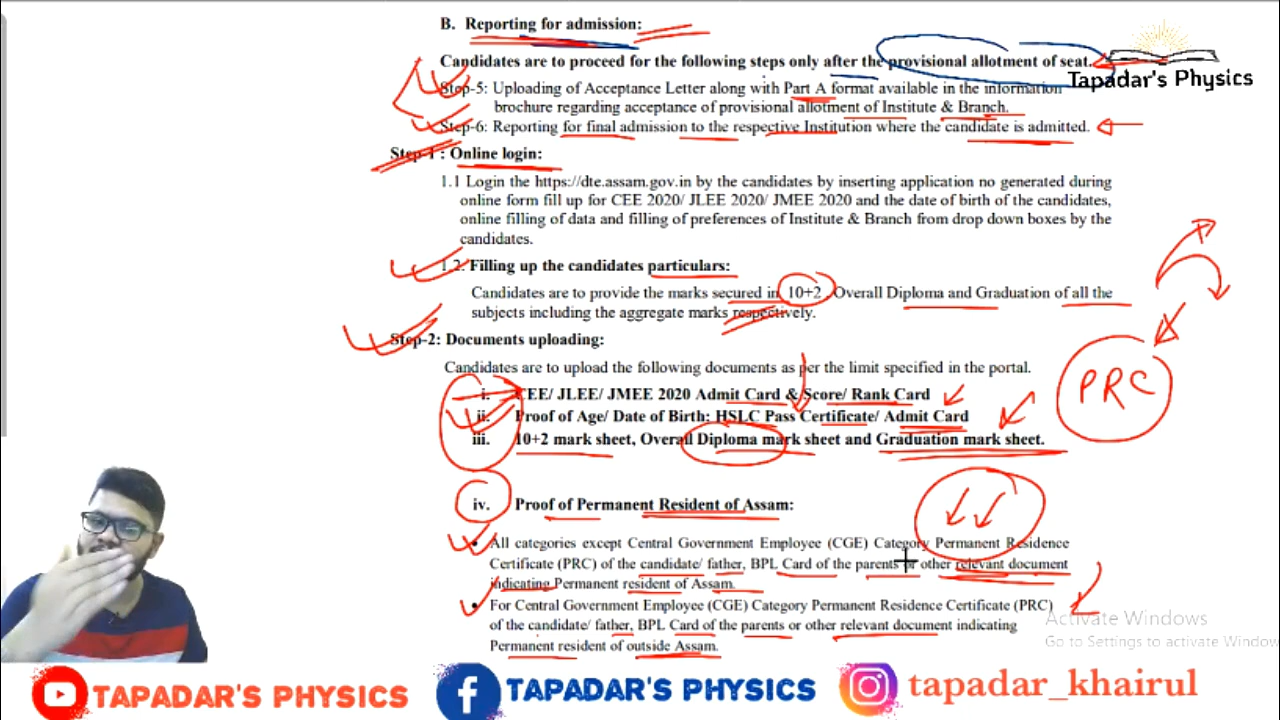 B. Reporting for admission:
Candidates are to proceed for the following steps only after the provisional allotment of seat.
Tapadar's Physics
Step-5: Uploading of Acceptance Letter along with Part A format available in the information
brochure regarding acceptance of provisional allotment of Institute & Branch.
Step-6: Reporting for final admission to the respective Institution where the candidate is admitted.
Step-1 : Online login:
1.1 Login the https://dte.assam.gov.in by the candidates by inserting application no generated during
online form fill up for CEE 2020/ JLEE 2020/ JMEE 2020 and the date of birth of the candidates,
online filling of data and filling of preferences of Institute & Branch from drop down boxes by the
candidates.
1.2. Filling up the candidates particulars:
Candidates are to provide the marks secured in 10+2, Overall Diploma and Graduation of all the
subjects including the aggregate marks respectively.
Step-2: Documents uploading:
Candidates are to upload the following documents as per the limit specified in the portal.
PRC
i. CEE/ JLEE/ JMEE 2020 Admit Card & Score/ Rank Card
ii. Proof of Age/ Date of Birth: HSLC Pass Certificate/ Admit Card
iii. 10+2 mark sheet, Overall Diploma mark sheet and Graduation mark sheet.
iv. Proof of Permanent Resident of Assam:
• All categories except Central Government Employee (CGE) Category Permanent Residence
Certificate (PRC) of the candidate/ father, BPL Card of the parents or other relevant document
indicating Permanent resident of Assam.
• For Central Government Employee (CGE) Category Permanent Residence Certificate (PRC)
of the candidate/ father, BPL Card of the parents or other relevant document indicating
Permanent resident of outside Assam.
Activate Windows
Go to Settings to activate Window
TAPADAR'S PHYSICS
TAPADAR'S PHYSICS
tapadar_khairul